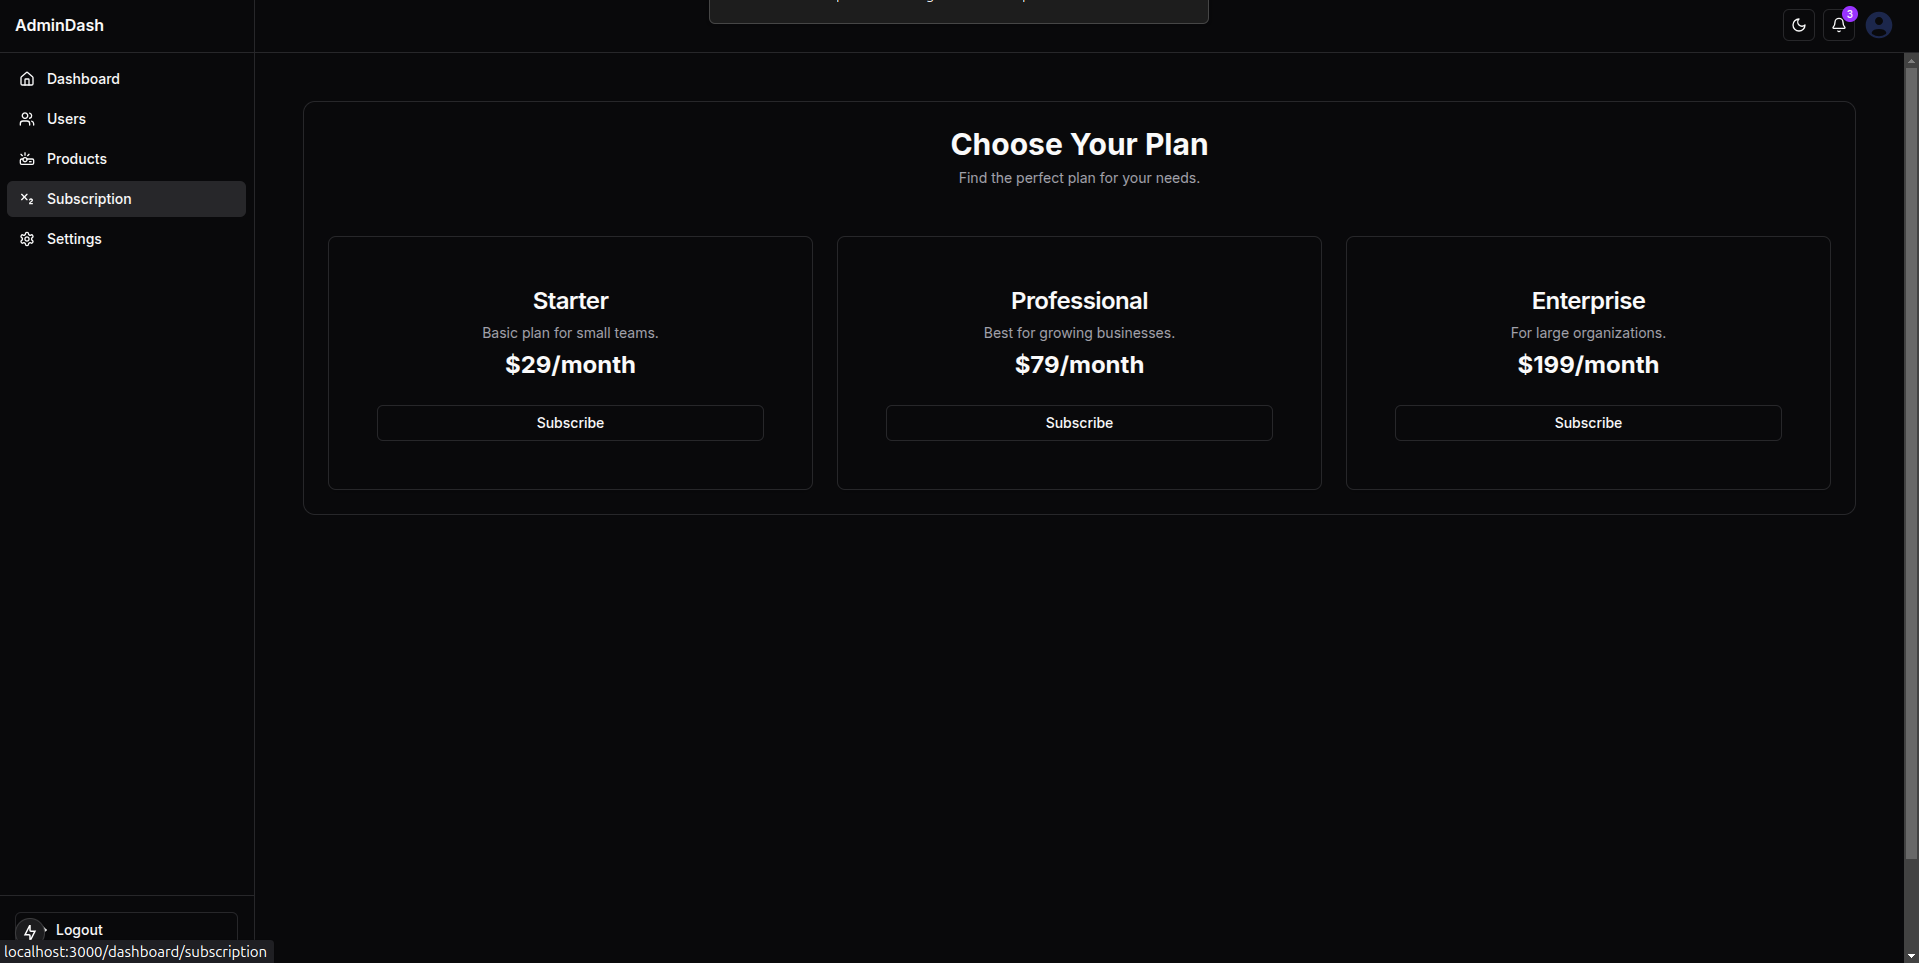 AdminDash
3
Dashboard
Users
Products
Subscription
Settings
Choose Your Plan
Find the perfect plan for your needs.
Starter
Basic plan for small teams.
$29/month
Subscribe
Professional
Best for growing businesses.
$79/month
Subscribe
Enterprise
For large organizations.
$199/month
Subscribe
Logout
localhost:3000/dashboard/subscription